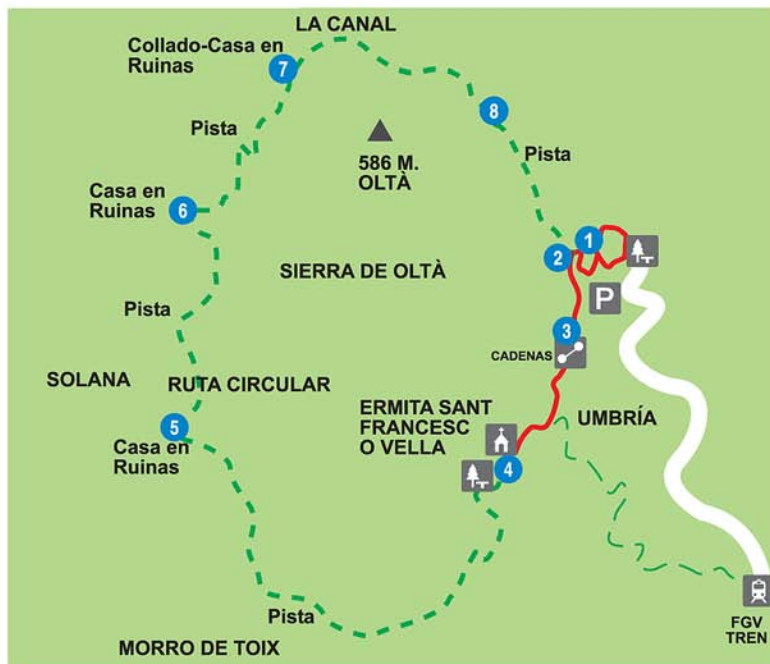 LA CANAL
Collado-Casa en
Ruinas
7
8
Pista
Pista
586 M.
OLTÀ
Casa en
Ruinas
6
1
2
SIERRA DE OLTÀ
P
Pista
3
CADENAS
SOLANA
RUTA CIRCULAR
ERMITA SANT
FRANCESC
O VELLA
UMBRÍA
5
Casa en
Ruinas
4
Pista
MORRO DE TOIX
FGV
TREN